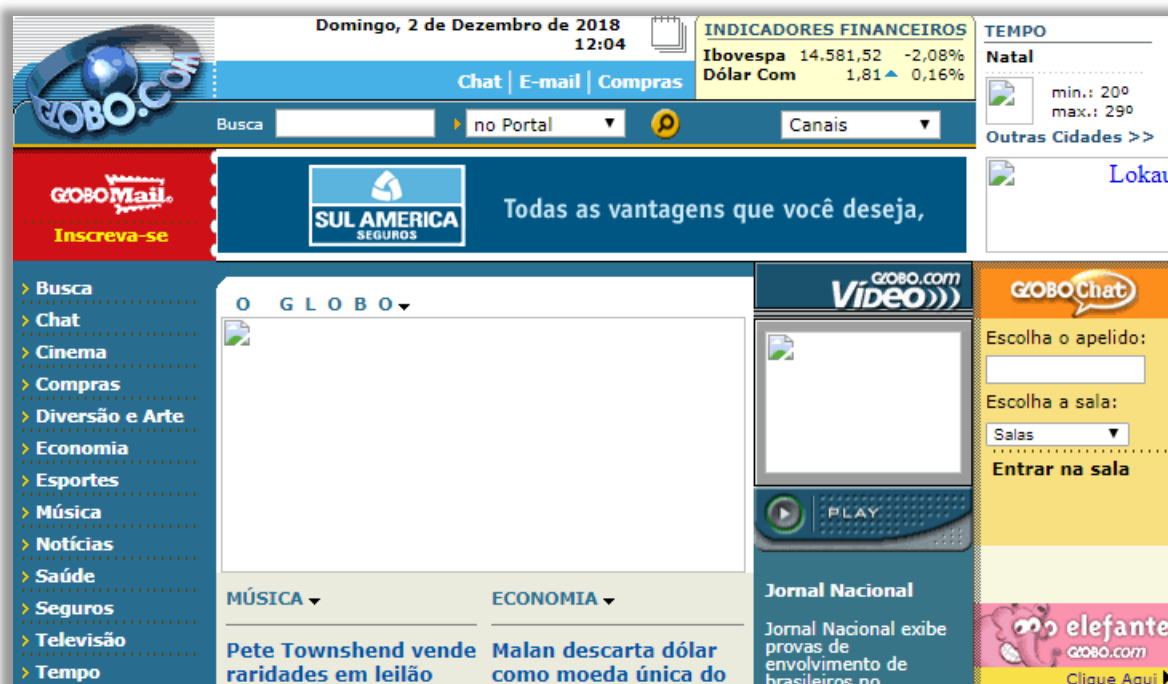 GLOBO.COM
Domingo, 2 de Dezembro de 2018
12:04
Chat | E-mail | Compras
INDICADORES FINANCEIROS
Ibovespa 14.581,52 -2,08%
Dólar Com 1,81 0,16%
TEMPO
Natal
min.: 20º
max.: 29º
Outras Cidades >>
Busca
no Portal
Canais
GLOBOMail
Inscreva-se
SUL AMERICA
SEGUROS
Todas as vantagens que você deseja,
Lokau
> Busca
> Chat
> Cinema
> Compras
> Diversão e Arte
> Economia
> Esportes
> Música
> Notícias
> Saúde
> Seguros
> Televisão
> Tempo
O GLOBO
MÚSICA
Pete Townshend vende
raridades em leilão
ECONOMIA
Malan descarta dólar
como moeda única do
GLOBO.com
Vídeo)))
PLAY
Jornal Nacional
Jornal Nacional exibe
provas de
envolvimento de
brasileiros no
GLOBOChat
Escolha o apelido:
Escolha a sala:
Salas
Entrar na sala
elefante
GLOBO.com
Clique Aqui